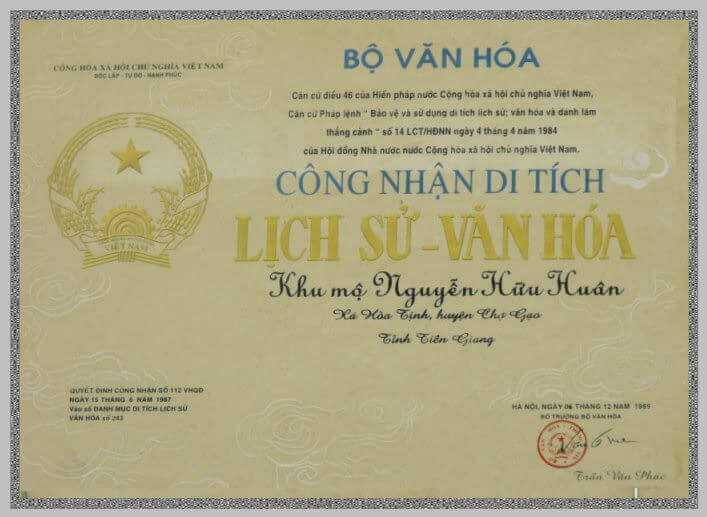 CỘNG HÒA XÃ HỘI CHỦ NGHĨA VIỆT NAM
ĐỘC LẬP - TỰ DO - HẠNH PHÚC
VIỆT NAM
BỘ VĂN HÓA
Căn cứ điều 46 của Hiến pháp nước Cộng hòa xã hội chủ nghĩa Việt Nam,
Căn cứ Pháp lệnh " Bảo vệ và sử dụng di tích lịch sử, văn hóa và danh lam
thắng cảnh " số 14 LCT/HĐNN ngày 4 tháng 4 năm 1984
của Hội đồng Nhà nước nước Cộng hòa xã hội chủ nghĩa Việt Nam.
CÔNG NHẬN DI TÍCH
LỊCH SỬ - VĂN HÓA
Khu mộ Nguyễn Hữu Huân
Xã Hòa Tịnh, huyện Chợ Gạo
Tỉnh Tiền Giang
QUYẾT ĐỊNH CÔNG NHẬN SỐ 112 VHQĐ
NGÀY 15 THÁNG 6 NĂM 1987
Vào sổ DANH MỤC DI TÍCH LỊCH SỬ
VĂN HÓA số 243
HÀ NỘI, NGÀY 06 THÁNG 12 NĂM 1989
BỘ TRƯỞNG BỘ VĂN HÓA
Trần Văn Phác